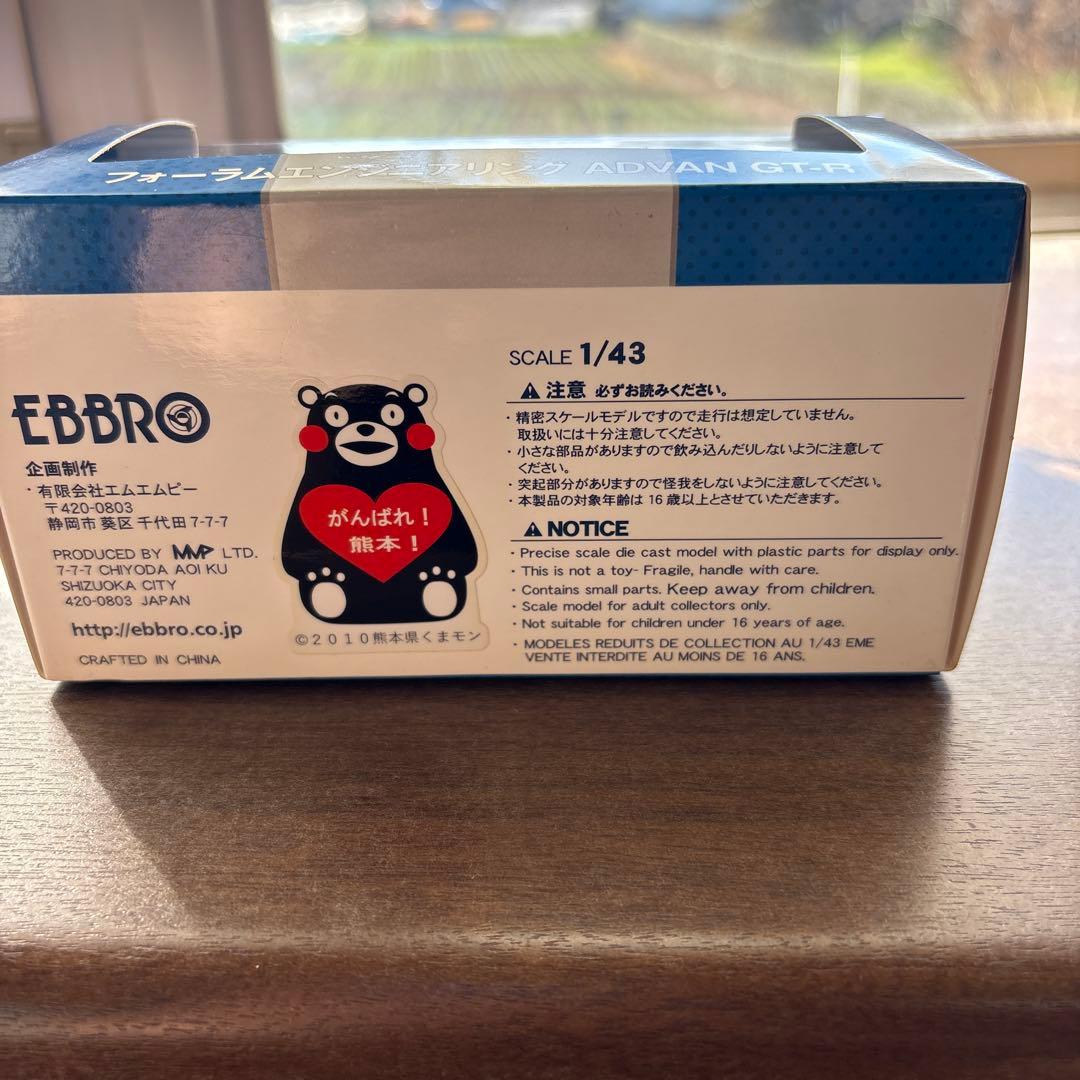 フォーラムエンジニアリング ADVAN GT-R
EBBRO
企画制作
・有限会社エムエムピー
〒420-0803
静岡市 葵区 千代田 7-7-7
PRODUCED BY MMP LTD.
7-7-7 CHIYODA AOI KU
SHIZUOKA CITY
420-0803 JAPAN
http://ebbro.co.jp
CRAFTED IN CHINA
がんばれ！
熊本！
©2010熊本県くまモン
SCALE 1/43
注意 必ずお読みください。
・精密スケールモデルですので走行は想定していません。
取扱いには十分注意してください。
・小さな部品がありますので飲み込んだりしないように注意して
ください。
・突起部分がありますので怪我をしないように注意してください。
・本製品の対象年齢は 16 歳以上とさせていただきます。
NOTICE
・Precise scale die cast model with plastic parts for display only.
・This is not a toy- Fragile, handle with care.
・Contains small parts. Keep away from children.
・Scale model for adult collectors only.
・Not suitable for children under 16 years of age.
・MODELES REDUITS DE COLLECTION AU 1/43 EME
VENTE INTERDITE AU MOINS DE 16 ANS.